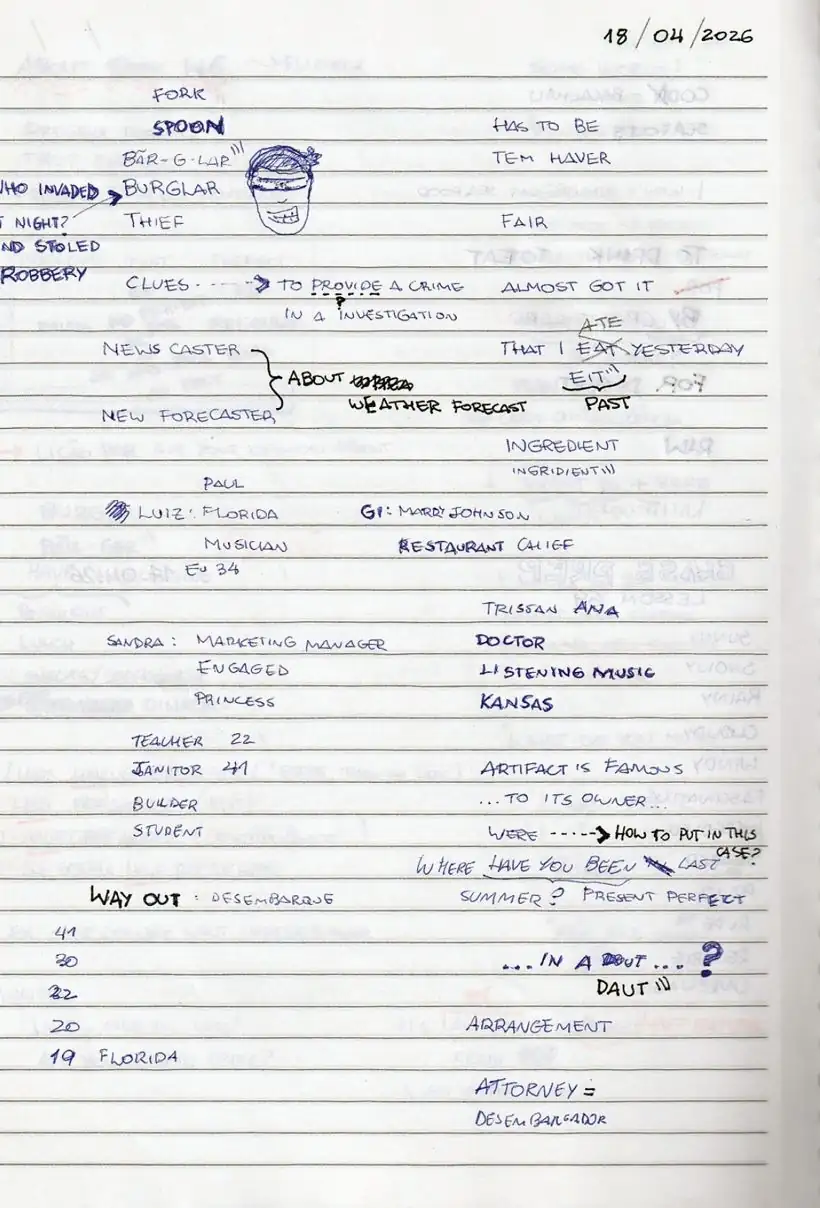 18/04/2026
FORK
SPOON
BÃR-G-LAR
WHO INVADED
BURGLAR
T NIGHT?
THIEF
ND STOLED
ROBBERY
CLUES ----> TO PROVIDE A CRIME
?
IN A INVESTIGATION
NEWS CASTER
ABOUT
WEATHER FORECAST
NEW FORECASTER
PAUL
LUIZ: FLORIDA
MUSICIAN
EU 34
GI: MARRY JOHNSON
RESTAURANT CHIEF
SANDRA: MARKETING MANAGER
ENGAGED
PRINCESS
TEACHER 22
JANITOR 41
BUILDER
STUDENT
WAY OUT: DESEMBARQUE
41
30
22
20
19 FLORIDA
HAS TO BE
TEM HAVER
FAIR
ALMOST GOT IT
ATE
THAT I EAT YESTERDAY
EIT
PAST
INGREDIENT
INGRIDIENT
TRISSAN ANA
DOCTOR
LISTENING MUSIC
KANSAS
ARTIFACT IS FAMOUS
...TO ITS OWNER...
WERE ----> HOW TO PUT IN THIS
CASE?
WHERE HAVE YOU BEEN LAST
SUMMER? PRESENT PERFECT
...IN A DOUT...?
DAUT
ARRANGEMENT
ATTORNEY =
DESEMBARGADOR